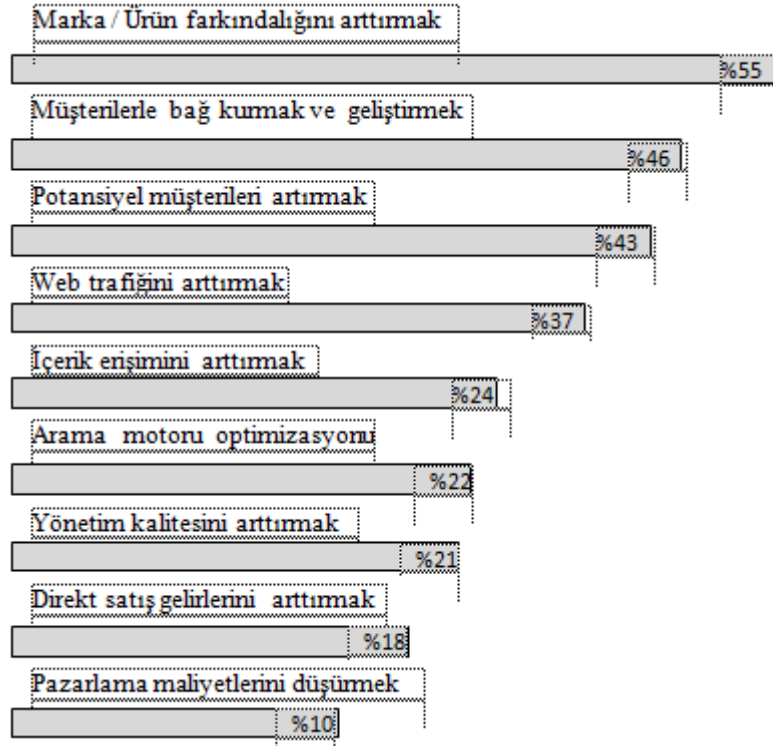 Marka / Ürün farkındalığını arttırmak
%55
Müşterilerle bağ kurmak ve geliştirmek
%46
Potansiyel müşterileri artırmak
%43
Web trafiğini arttırmak
%37
İçerik erişimini arttırmak
%24
Arama motoru optimizasyonu
%22
Yönetim kalitesini arttırmak
%21
Direkt satış gelirlerini arttırmak
%18
Pazarlama maliyetlerini düşürmek
%10